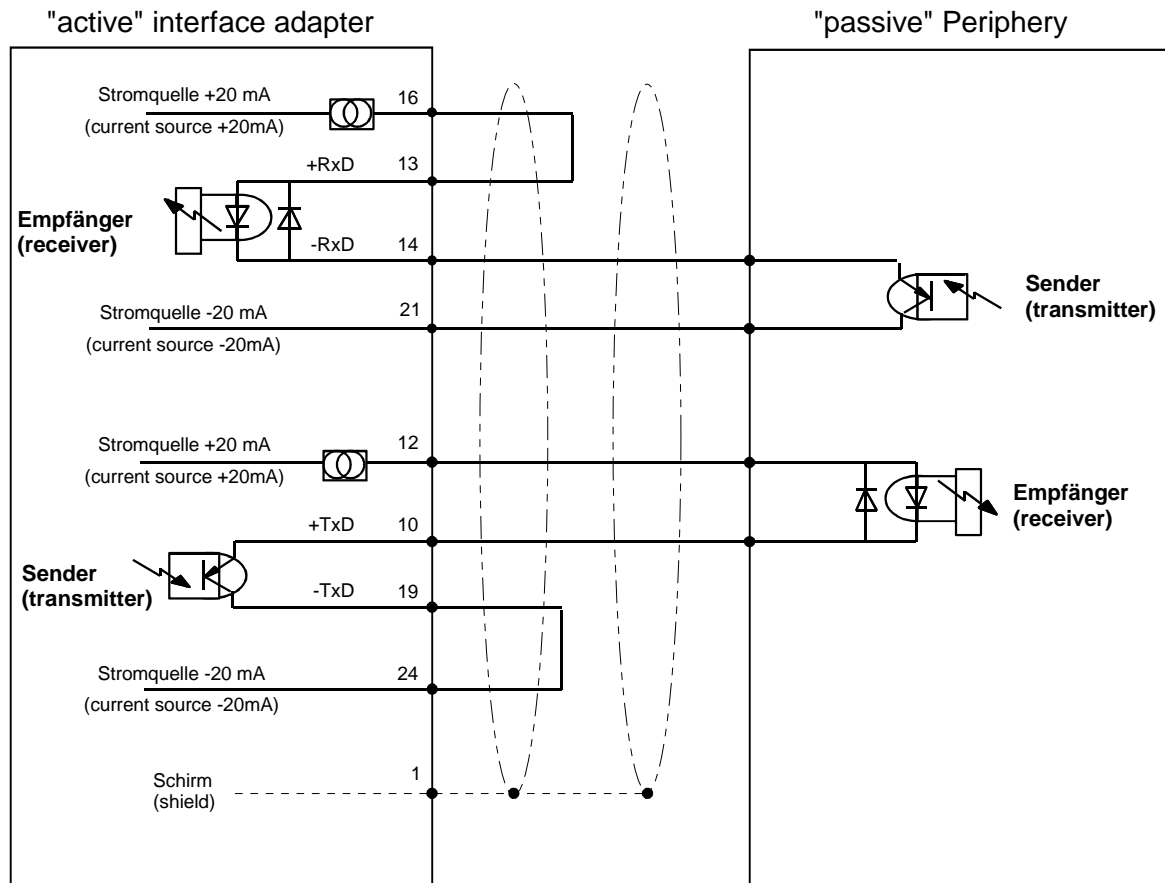 "active" interface adapter
"passive" Periphery
Stromquelle +20 mA
(current source +20mA)
16
+RxD
13
Empfänger
(receiver)
-RxD
14
Sender
(transmitter)
Stromquelle -20 mA
(current source -20mA)
21
Stromquelle +20 mA
(current source +20mA)
12
Empfänger
(receiver)
+TxD
10
Sender
(transmitter)
-TxD
19
Stromquelle -20 mA
(current source -20mA)
24
Schirm
(shield)
1